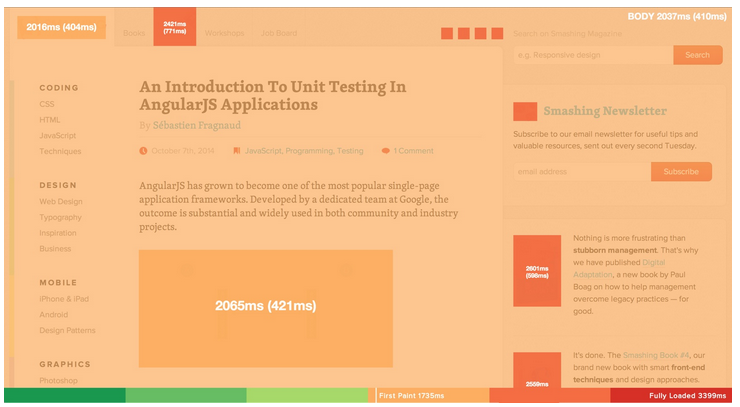 2016ms (404ms)
Books
2421ms
(771ms)
Workshops
Job Board
BODY 2037ms (410ms)
Search on Smashing Magazine
e.g. Responsive design
Search
CODING
CSS
HTML
JavaScript
Techniques
DESIGN
Web Design
Typography
Inspiration
Business
MOBILE
iPhone & iPad
Android
Design Patterns
GRAPHICS
Photoshop
An Introduction To Unit Testing In
AngularJS Applications
By Sébastien Fragnaud
October 7th, 2014
JavaScript, Programming, Testing
1 Comment
AngularJS has grown to become one of the most popular single-page
application frameworks. Developed by a dedicated team at Google, the
outcome is substantial and widely used in both community and industry
projects.
2065ms (421ms)
Smashing Newsletter
Subscribe to our email newsletter for useful tips and
valuable resources, sent out every second Tuesday.
email address
Subscribe
2601ms
(598ms)
Nothing is more frustrating than
stubborn management. That's why
we have published Digital
Adaptation, a new book by Paul
Boag on how to help management
overcome legacy practices — for
good.
2559ms
It's done. The Smashing Book #4, our
brand new book with smart front-end
techniques and design approaches.
First Paint 1735ms
Fully Loaded 3399ms